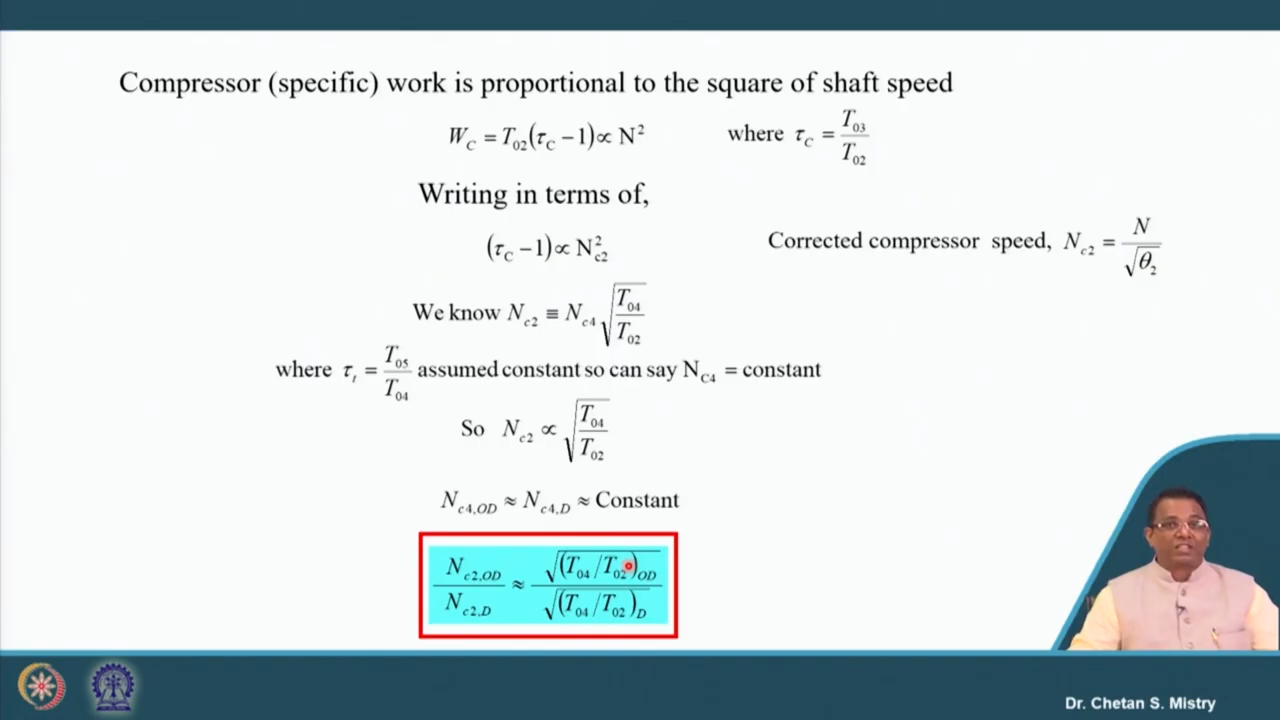 Compressor (specific) work is proportional to the square of shaft speed
W_C = T_02(τ_C − 1) ∝ N² where τ_C = T_03 / T_02
Writing in terms of,
(τ_C − 1) ∝ N²_c2
Corrected compressor speed, N_c2 = N / √θ_2
We know N_c2 ≡ N_c4 √(T_04 / T_02)
where τ_t = T_05 / T_04 assumed constant so can say N_C4 = constant
So N_c2 ∝ √(T_04 / T_02)
N_c4,OD ≈ N_c4,D ≈ Constant
N_c2,OD / N_c2,D ≈ √(T_04 / T_02)_OD / √(T_04 / T_02)_D
Dr. Chetan S. Mistry